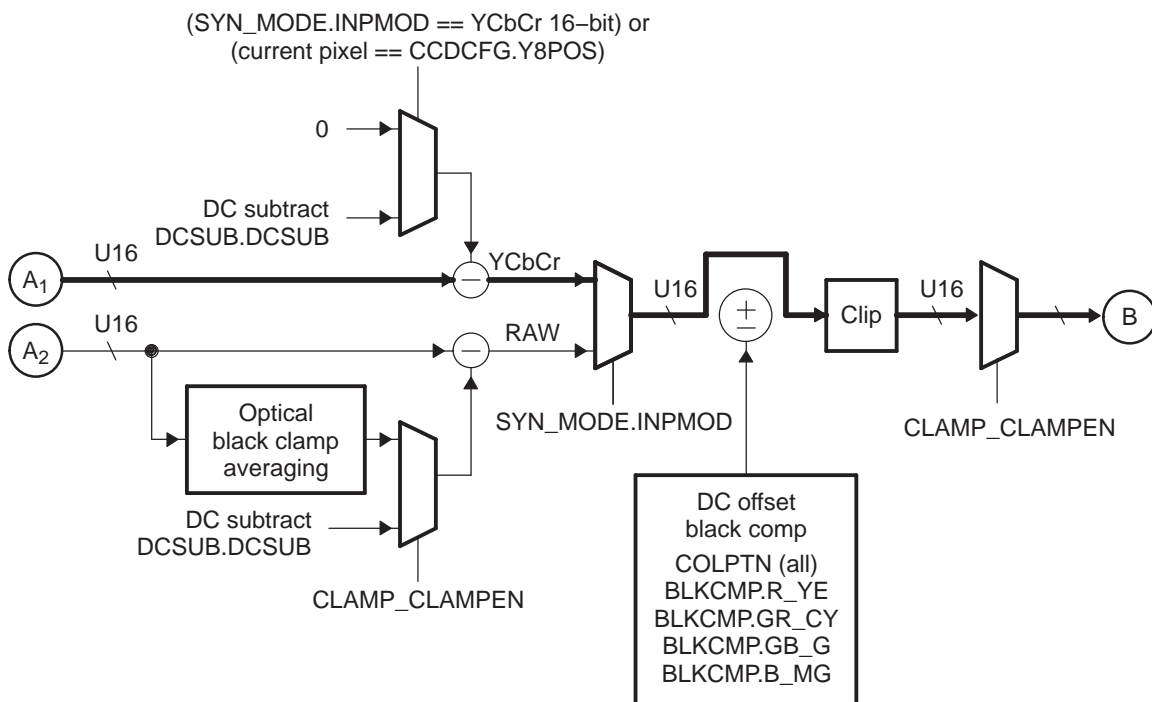 (SYN_MODE.INPMOD == YCbCr 16−bit) or
(current pixel == CCDCFG.Y8POS)
0
DC subtract
DCSUB.DCSUB
A1
U16
−
YCbCr
U16
+
−
Clip
U16
B
A2
U16
−
RAW
SYN_MODE.INPMOD
CLAMP_CLAMPEN
Optical
black clamp
averaging
DC subtract
DCSUB.DCSUB
CLAMP_CLAMPEN
DC offset
black comp
COLPTN (all)
BLKCMP.R_YE
BLKCMP.GR_CY
BLKCMP.GB_G
BLKCMP.B_MG